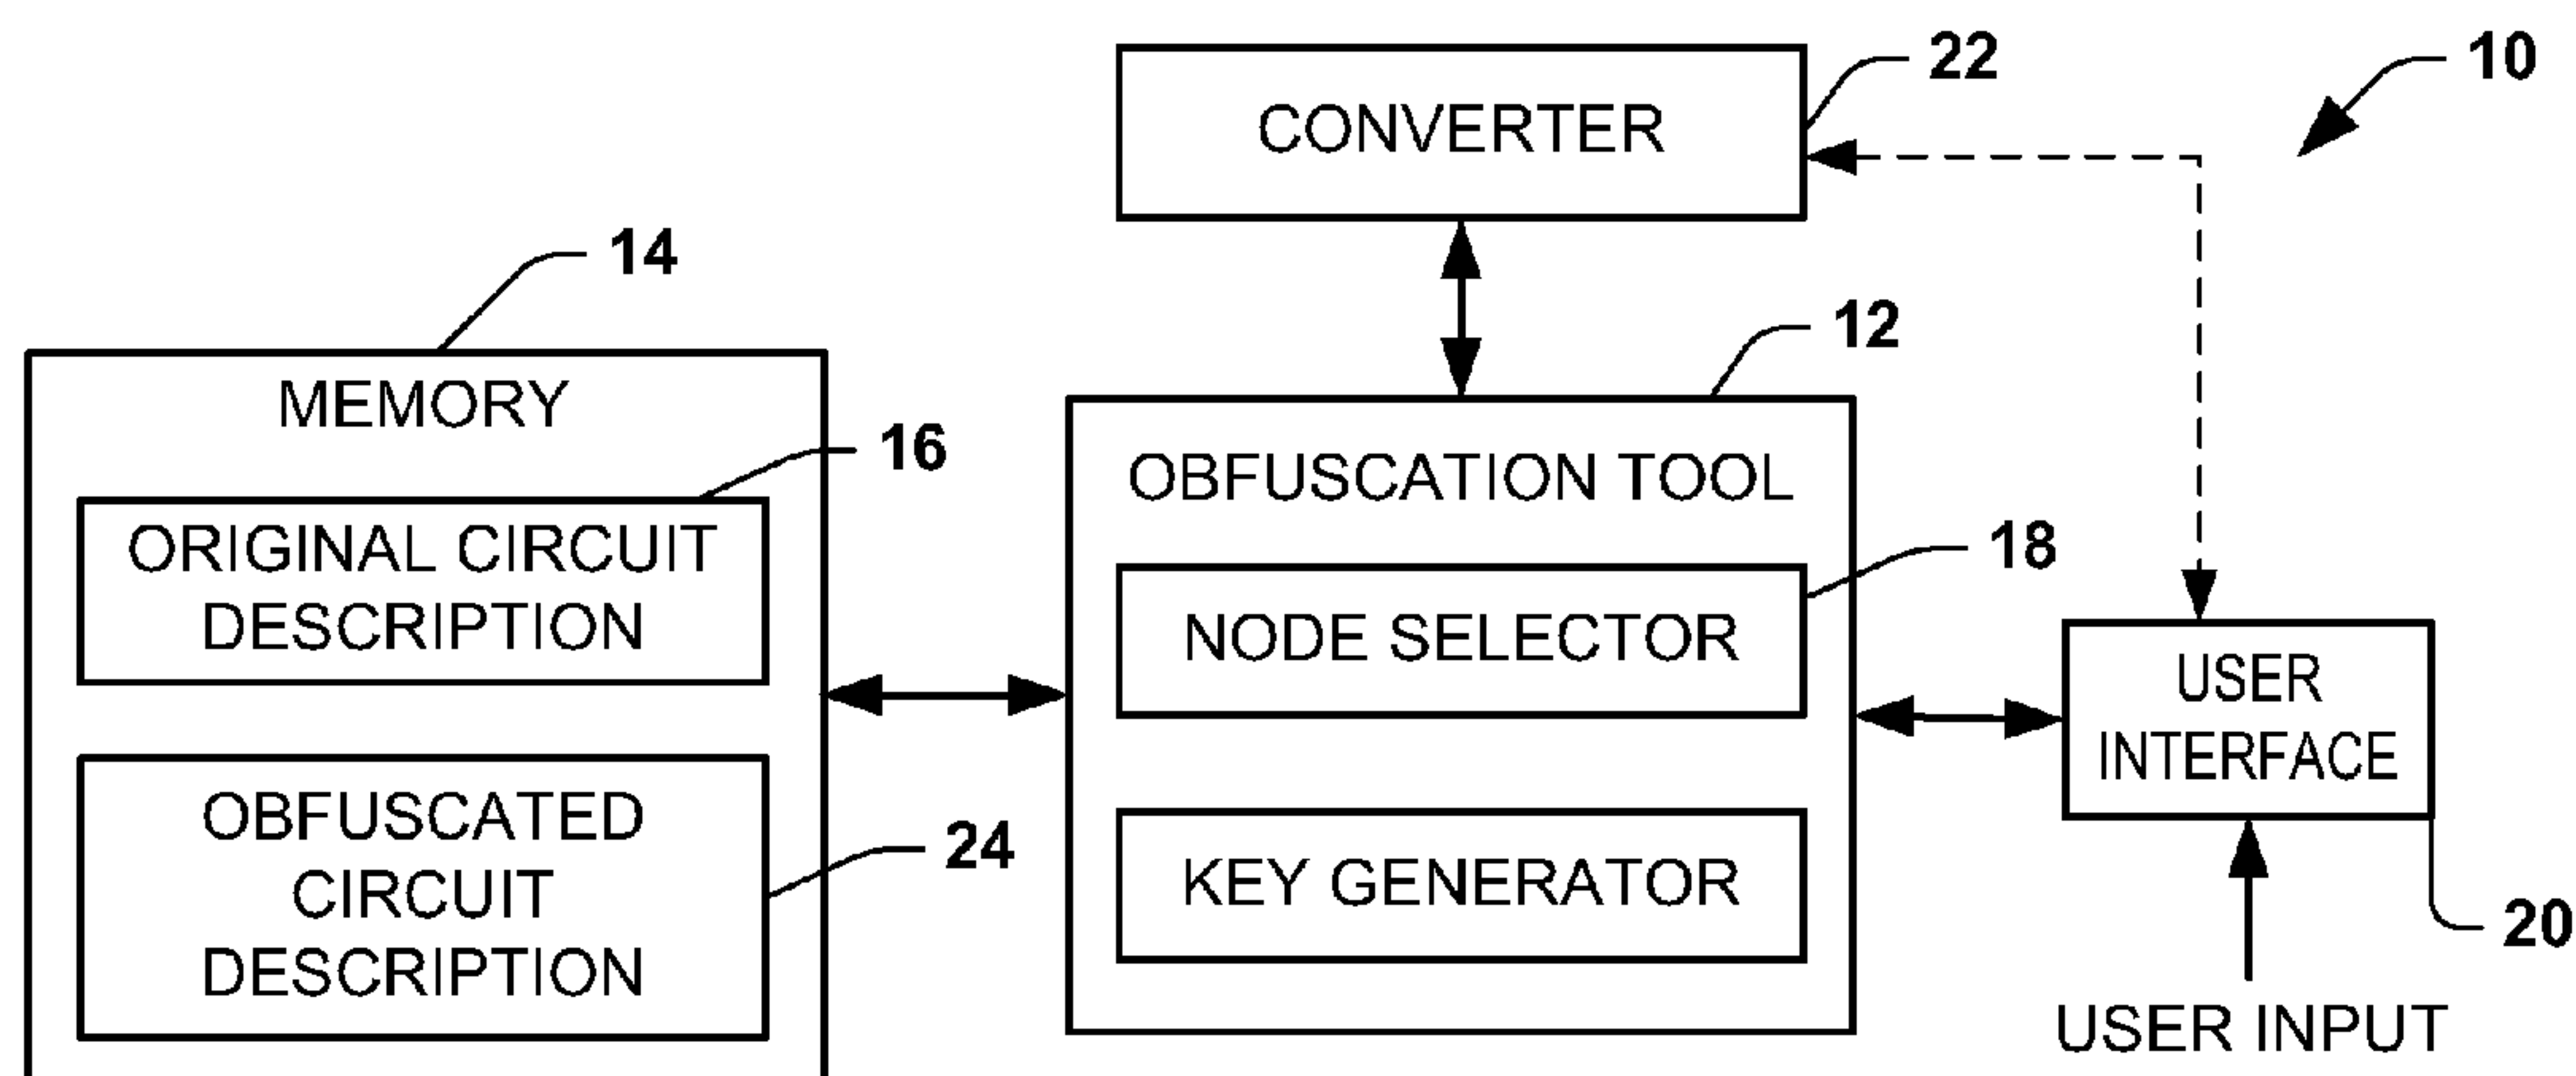 22
10
CONVERTER
14
12
MEMORY
16
OBFUSCATION TOOL
ORIGINAL CIRCUIT
DESCRIPTION
18
NODE SELECTOR
USER
INTERFACE
OBFUSCATED
CIRCUIT
DESCRIPTION
24
KEY GENERATOR
20
USER INPUT